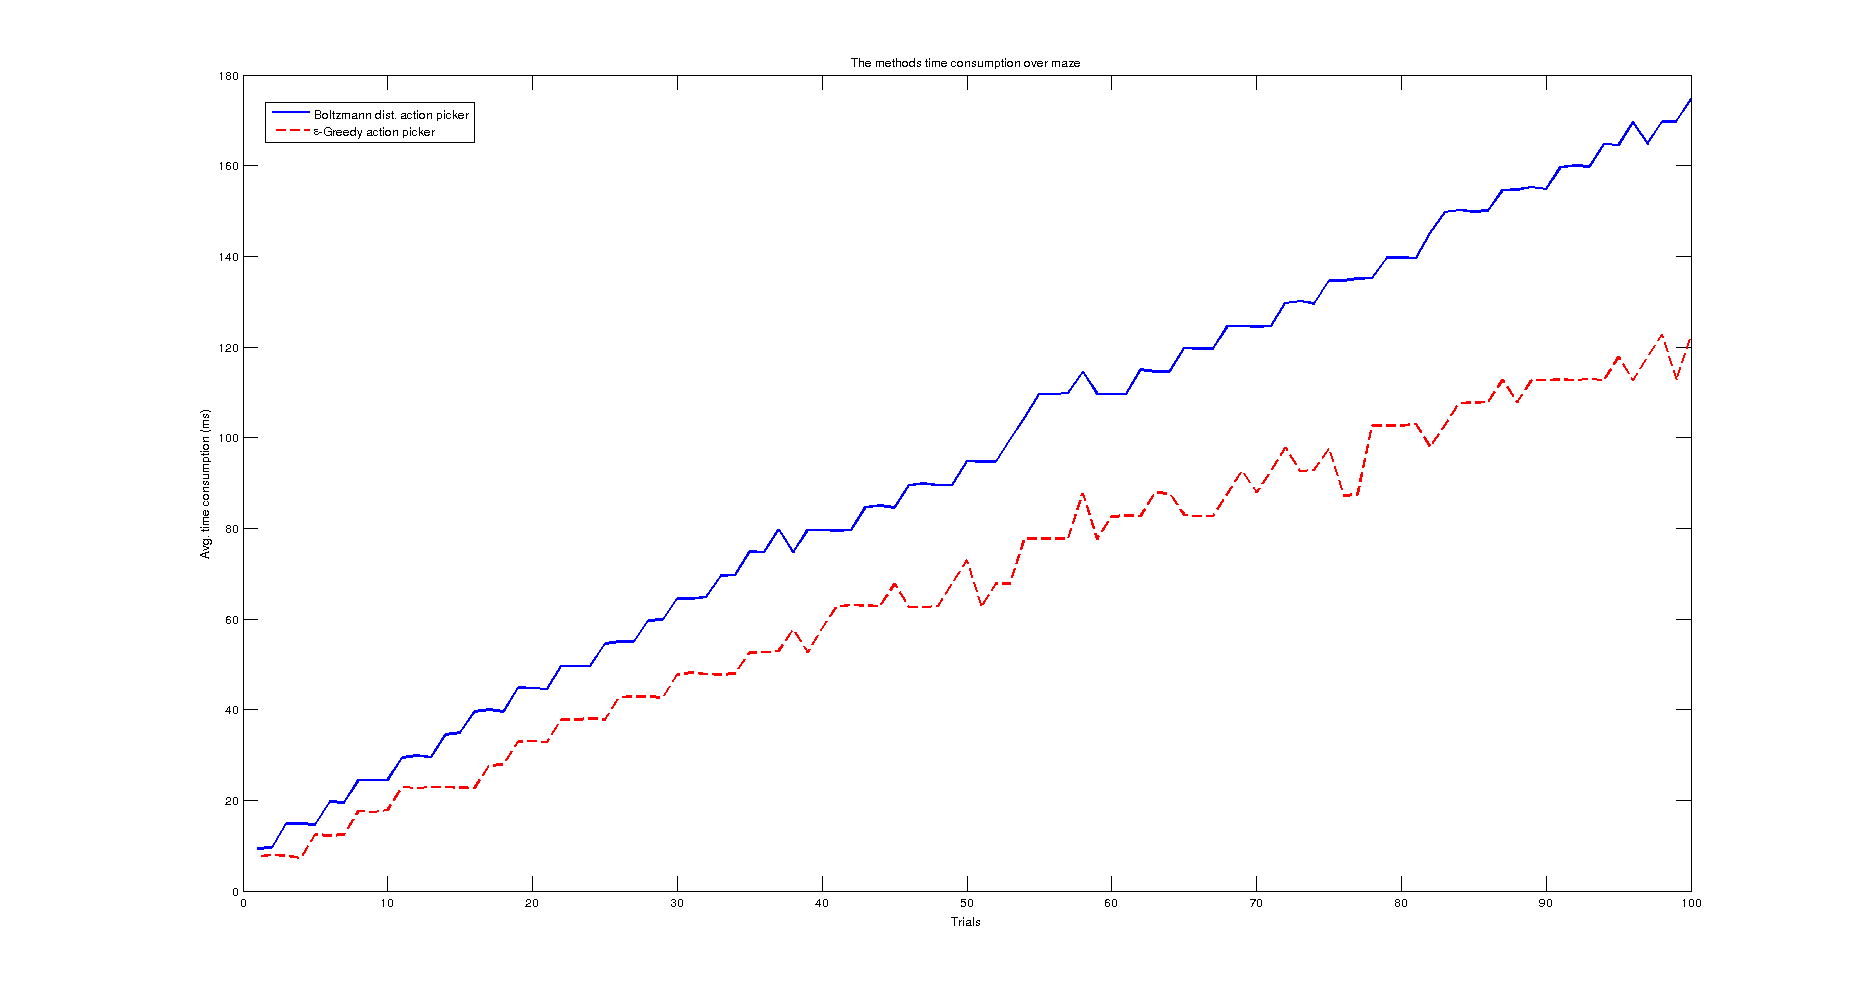 The methods time consumption over maze
Boltzmann dist. action picker
ε-Greedy action picker
180
160
140
120
100
80
60
40
20
0
Avg. time consumption (ms)
0 10 20 30 40 50 60 70 80 90 100
Trials